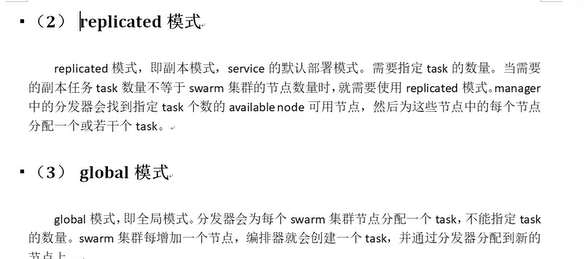 （2） replicated 模式
replicated 模式，即副本模式，service 的默认部署模式。需要指定 task 的数量。当需要
的副本任务 task 数量不等于 swarm 集群的节点数量时，就需要使用 replicated 模式。manager
中的分发器会找到指定 task 个数的 available node 可用节点，然后为这些节点中的每个节点
分配一个或若干个 task。
（3） global 模式
global 模式，即全局模式。分发器会为每个 swarm 集群节点分配一个 task，不能指定 task
的数量。swarm 集群每增加一个节点，编排器就会创建一个 task，并通过分发器分配到新的
节点上。